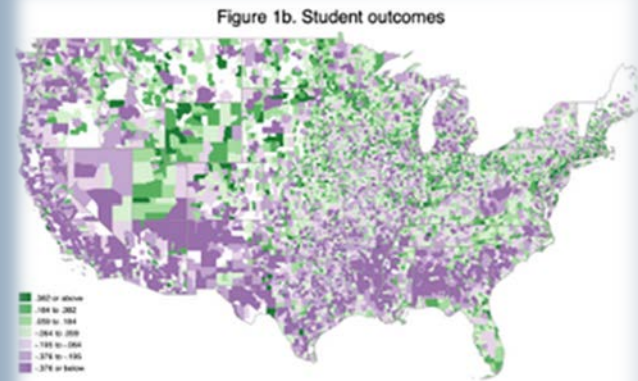 Figure 1b. Student outcomes
.382 or above
.184 to .382
.059 to .184
-.064 to .059
-.195 to -.064
-.376 to -.195
-.376 or below